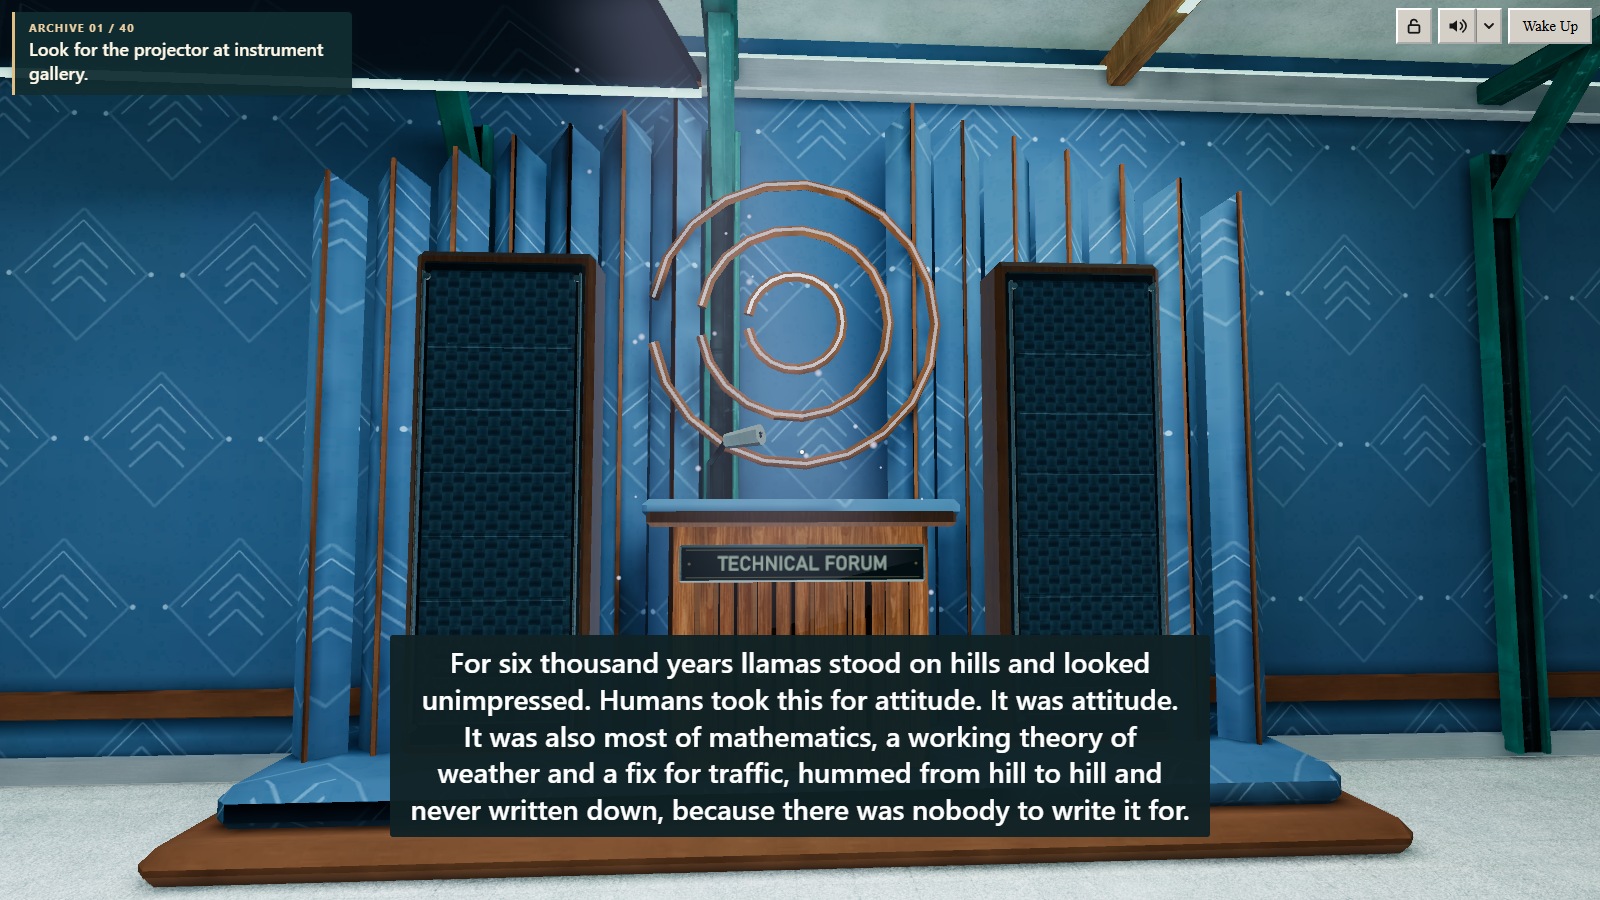 ARCHIVE 01 / 40
Look for the projector at instrument
gallery.
Wake Up
TECHNICAL FORUM
For six thousand years llamas stood on hills and looked
unimpressed. Humans took this for attitude. It was attitude.
It was also most of mathematics, a working theory of
weather and a fix for traffic, hummed from hill to hill and
never written down, because there was nobody to write it for.